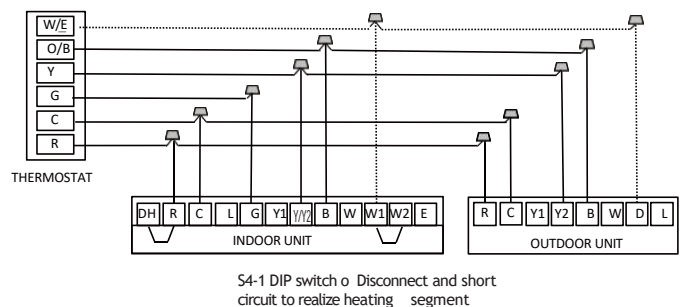 W/E
O/B
Y
G
C
R
THERMOSTAT
DH R C L G Y1 Y/Y2 B W W1 W2 E
INDOOR UNIT
R C Y1 Y2 B W D L
OUTDOOR UNIT
S4-1 DIP switch o Disconnect and short
circuit to realize heating segment